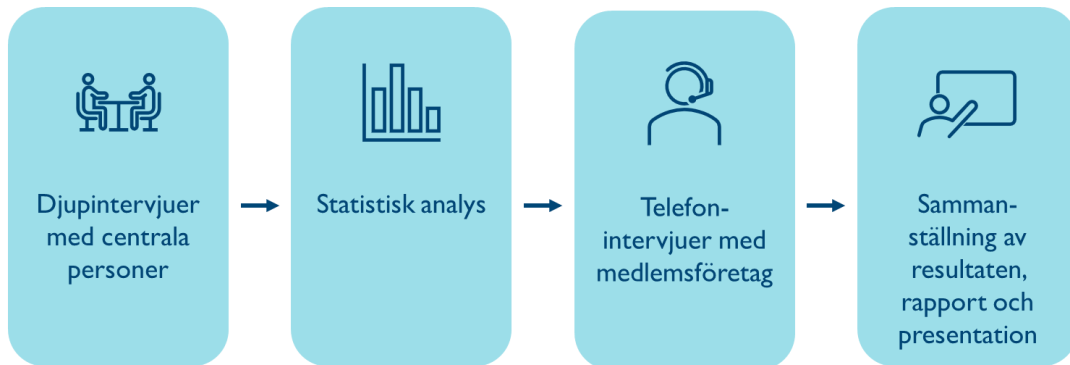 Djupintervjuer
med centrala
personer
Statistisk analys
Telefon-
intervjuer med
medlemsföretag
Samman-
ställning av
resultaten,
rapport och
presentation